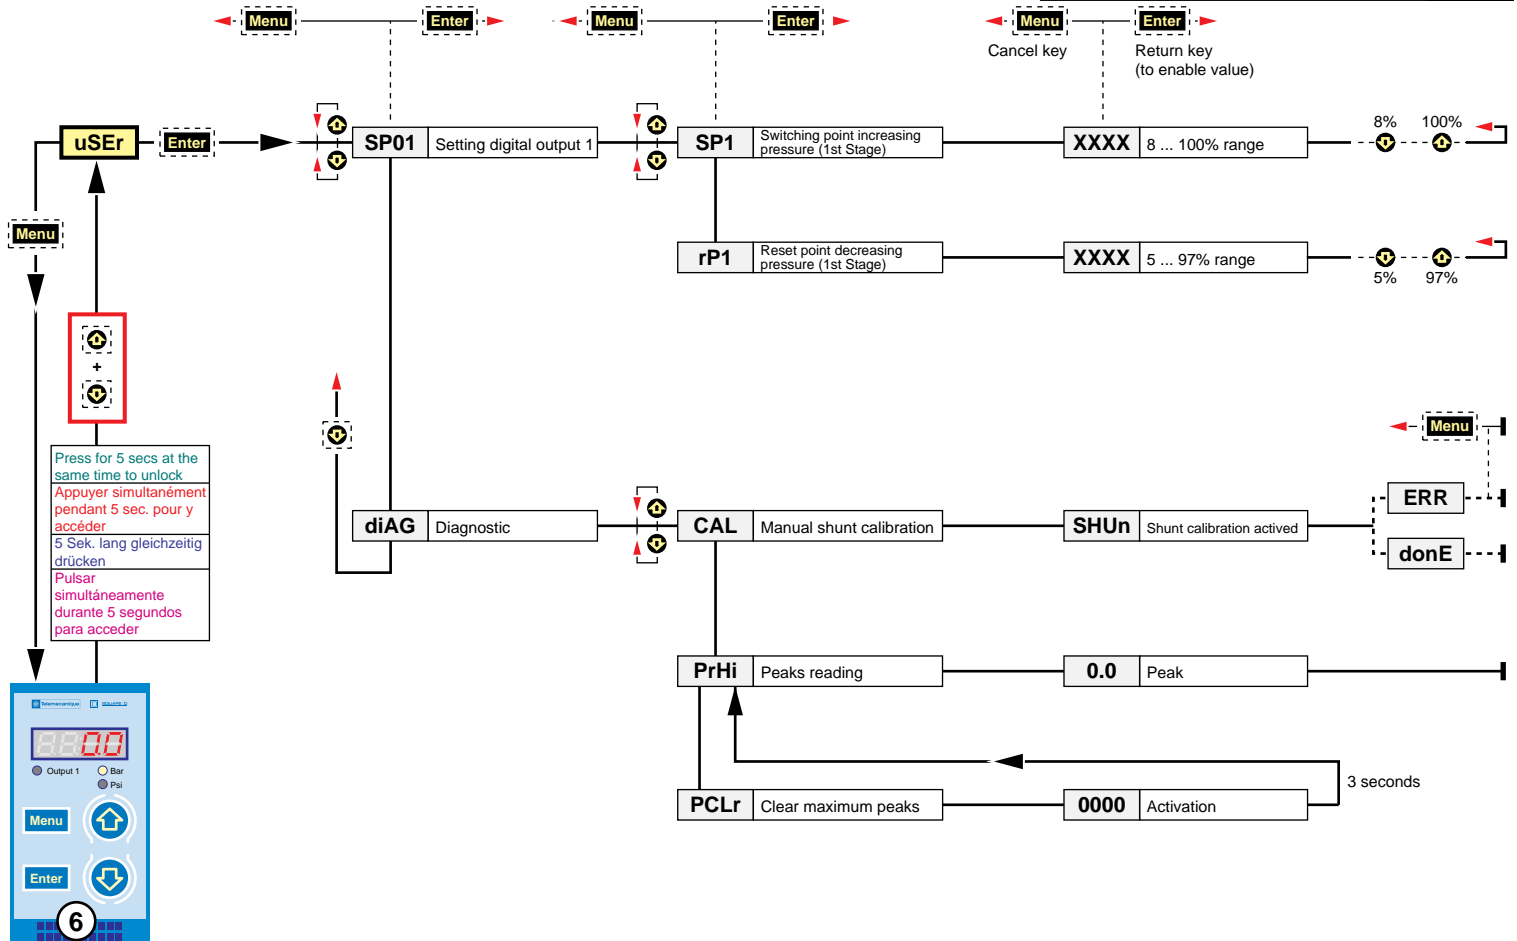 Menu Enter Menu Enter Menu Enter
Cancel key Return key
(to enable value)
uSEr Enter SP01 Setting digital output 1 SP1 Switching point increasing
pressure (1st Stage) XXXX 8 ... 100% range 8% 100%
Menu
rP1 Reset point decreasing
pressure (1st Stage) XXXX 5 ... 97% range 5% 97%
+
Press for 5 secs at the
same time to unlock
Appuyer simultanément
pendant 5 sec. pour y
accéder
5 Sek. lang gleichzeitig
drücken
Pulsar
simultáneamente
durante 5 segundos
para acceder
Menu
ERR
diAG Diagnostic CAL Manual shunt calibration SHUn Shunt calibration actived
donE
PrHi Peaks reading 0.0 Peak
3 seconds
PCLr Clear maximum peaks 0000 Activation
Telemecanique SQUARE D
0.0
Output 1 Bar
Psi
Menu
Enter
6